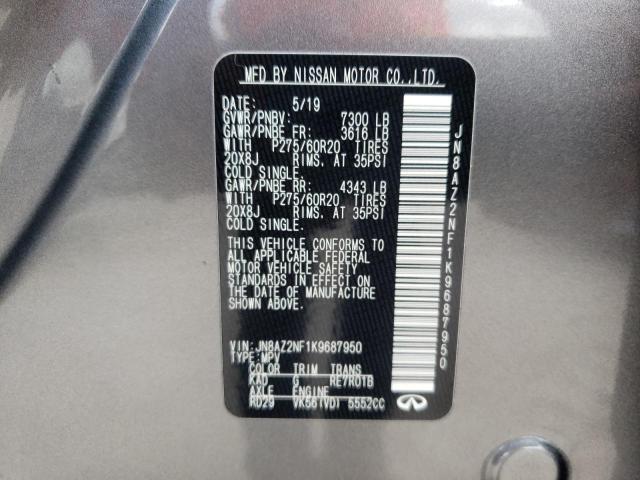 MFD BY NISSAN MOTOR CO.,LTD.
DATE: 5/19
GVWR/PNBV: 7300 LB
GAWR/PNBE FR: 3616 LB
WITH P275/60R20 TIRES
20X8J RIMS. AT 35PSI
COLD SINGLE.
GAWR/PNBE RR: 4343 LB
WITH P275/60R20 TIRES
20X8J RIMS. AT 35PSI
COLD SINGLE.
THIS VEHICLE CONFORMS TO
ALL APPLICABLE FEDERAL
MOTOR VEHICLE SAFETY
STANDARDS IN EFFECT ON
THE DATE OF MANUFACTURE
SHOWN ABOVE.
VIN: JN8AZ2NF1K9687950
TYPE: MPV
COLOR TRIM TRANS
KAD G RE7R01B
AXLE ENGINE
RD29 VK56(VD) 5552CC
JN8AZ2NF1K9687950